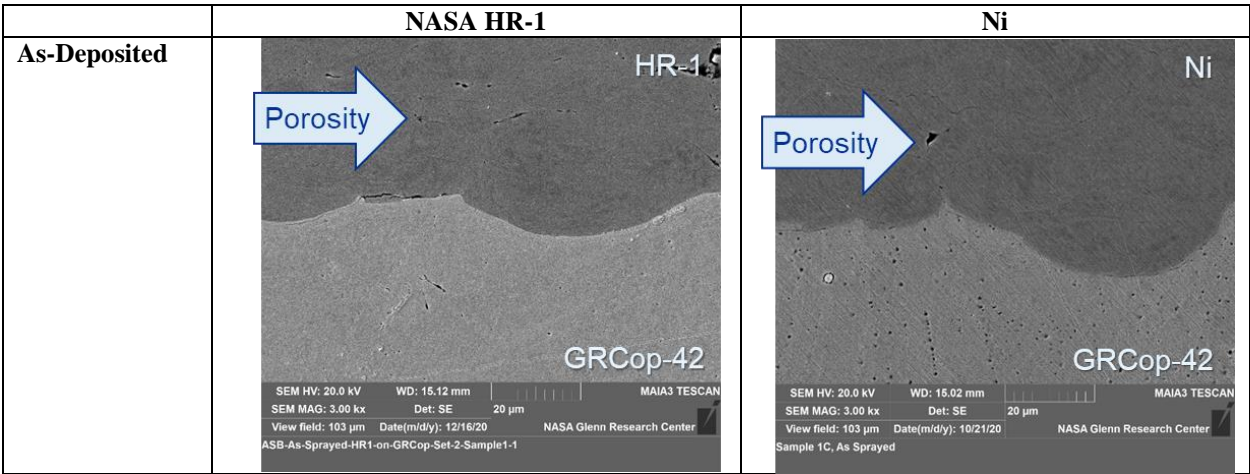 NASA HR-1
Ni
As-Deposited
HR-1
Porosity
GRCop-42
SEM HV: 20.0 kV WD: 15.12 mm MAIA3 TESCAN
SEM MAG: 3.00 kx Det: SE 20 µm
View field: 103 µm Date(m/d/y): 12/16/20 NASA Glenn Research Center
ASB-As-Sprayed-HR1-on-GRCop-Set-2-Sample1-1
Ni
Porosity
GRCop-42
SEM HV: 20.0 kV WD: 15.02 mm MAIA3 TESCAN
SEM MAG: 3.00 kx Det: SE 20 µm
View field: 103 µm Date(m/d/y): 10/21/20 NASA Glenn Research Center
Sample 1C, As Sprayed